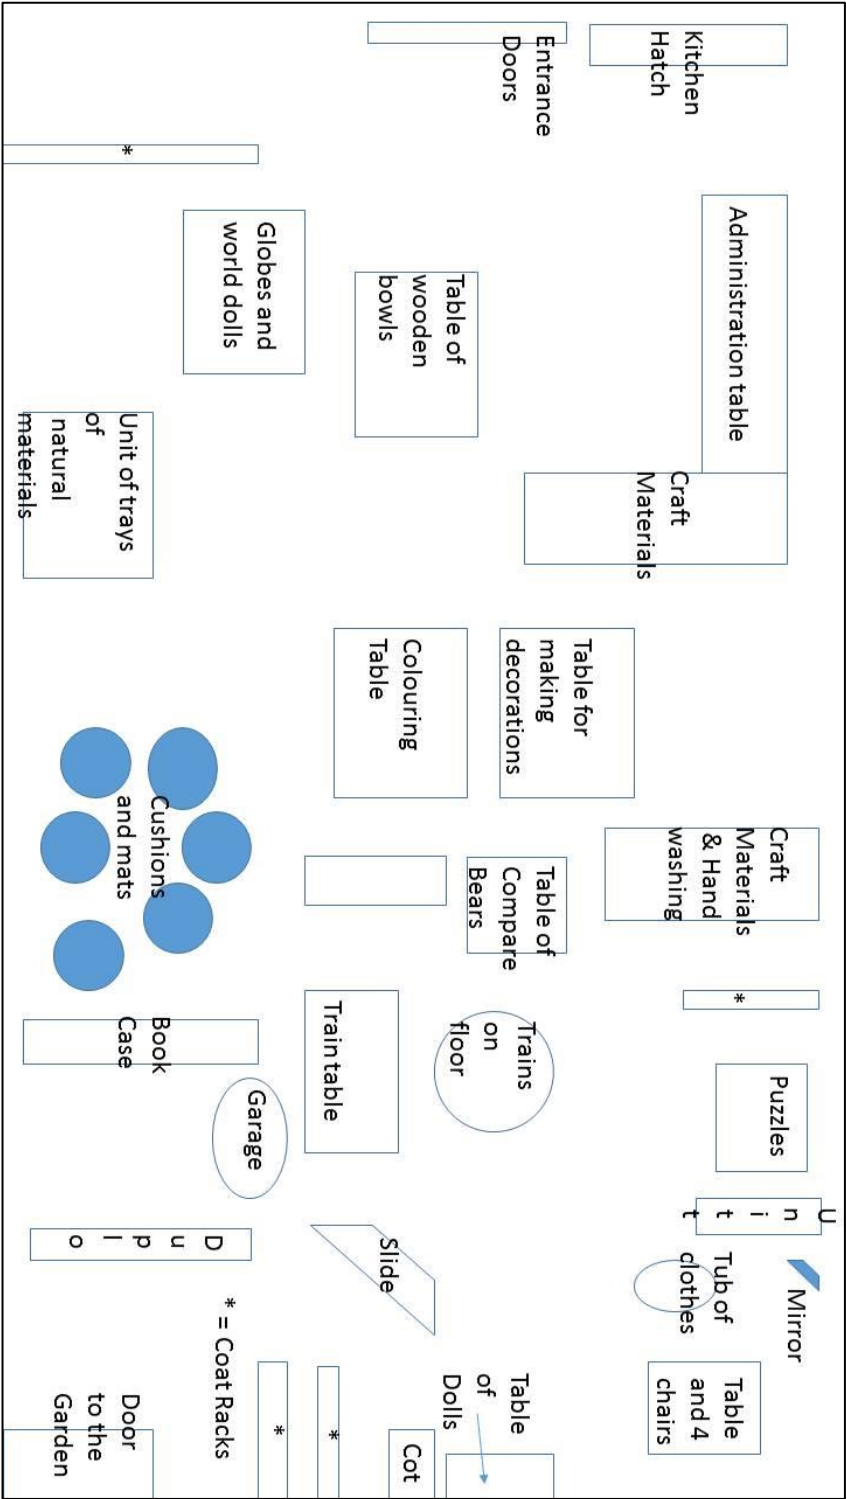 Kitchen
Hatch
Entrance
Doors
*
Administration table
Globes and
world dolls
Table of
wooden
bowls
Unit of trays
of
natural
materials
Craft
Materials
Colouring
Table
Table for
making
decorations
Cushions
and mats
Craft
Materials
& Hand
washing
Table of
Compare
Bears
*
Book
Case
Train table
Trains
on
floor
Puzzles
Garage
U
n
i
t
t
D
u
p
l
o
Slide
Tub of
clothes
Mirror
* = Coat Racks
Table
and 4
chairs
Table
of
Dolls
Cot
*
*
Door
to the
Garden